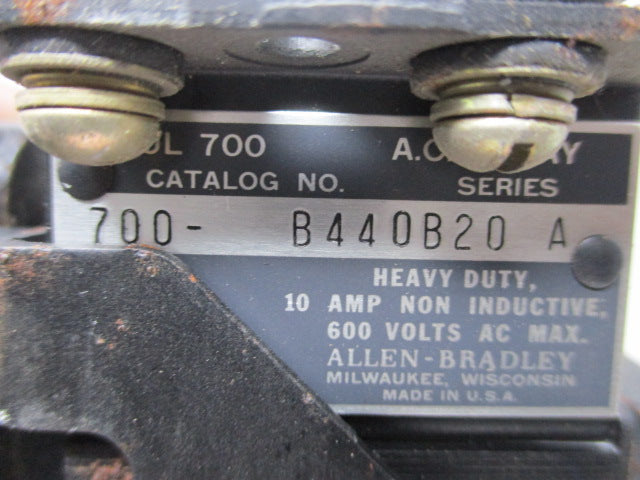 700
CATALOG NO. SERIES
700- B440B20 A
HEAVY DUTY,
10 AMP NON INDUCTIVE,
600 VOLTS AC MAX.
ALLEN-BRADLEY
MILWAUKEE, WISCONSIN
MADE IN U.S.A.